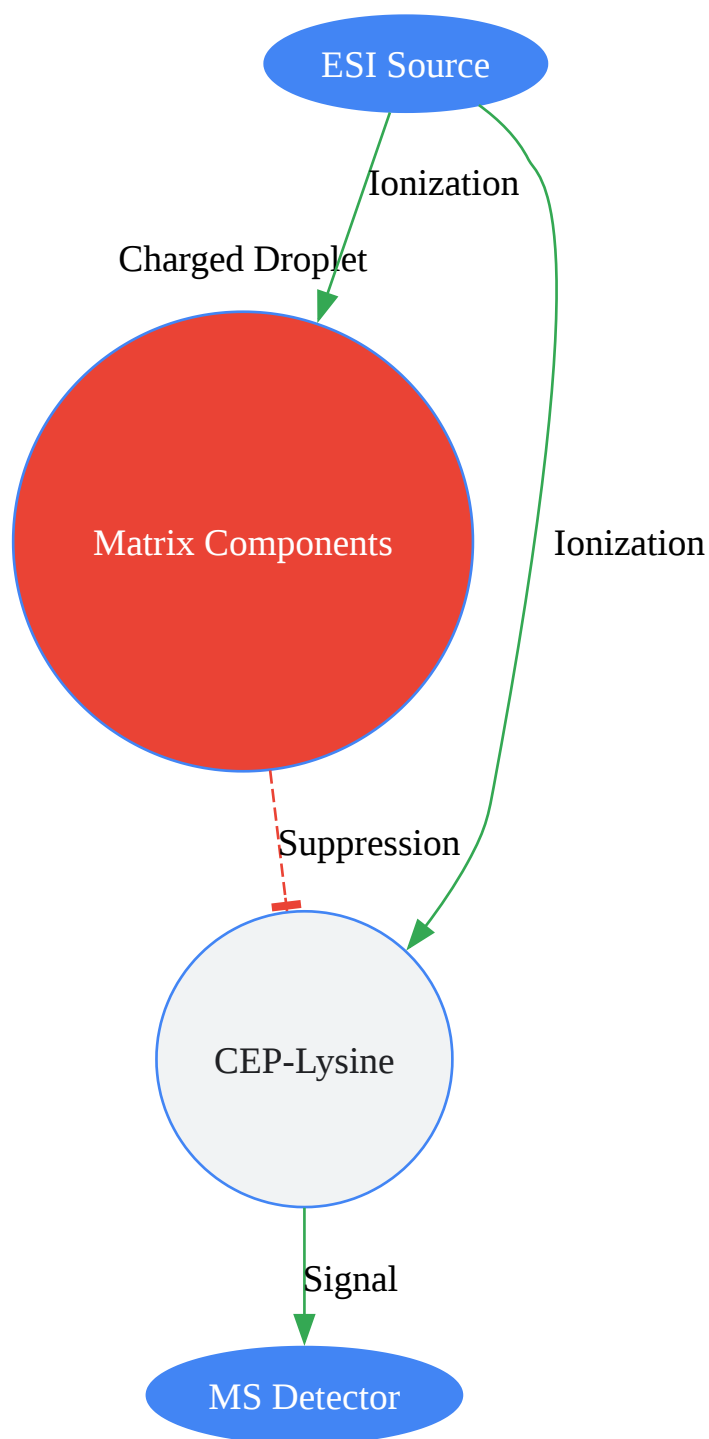 ESI Source
Ionization
Charged Droplet
Matrix Components
Ionization
Suppression
CEP-Lysine
Signal
MS Detector